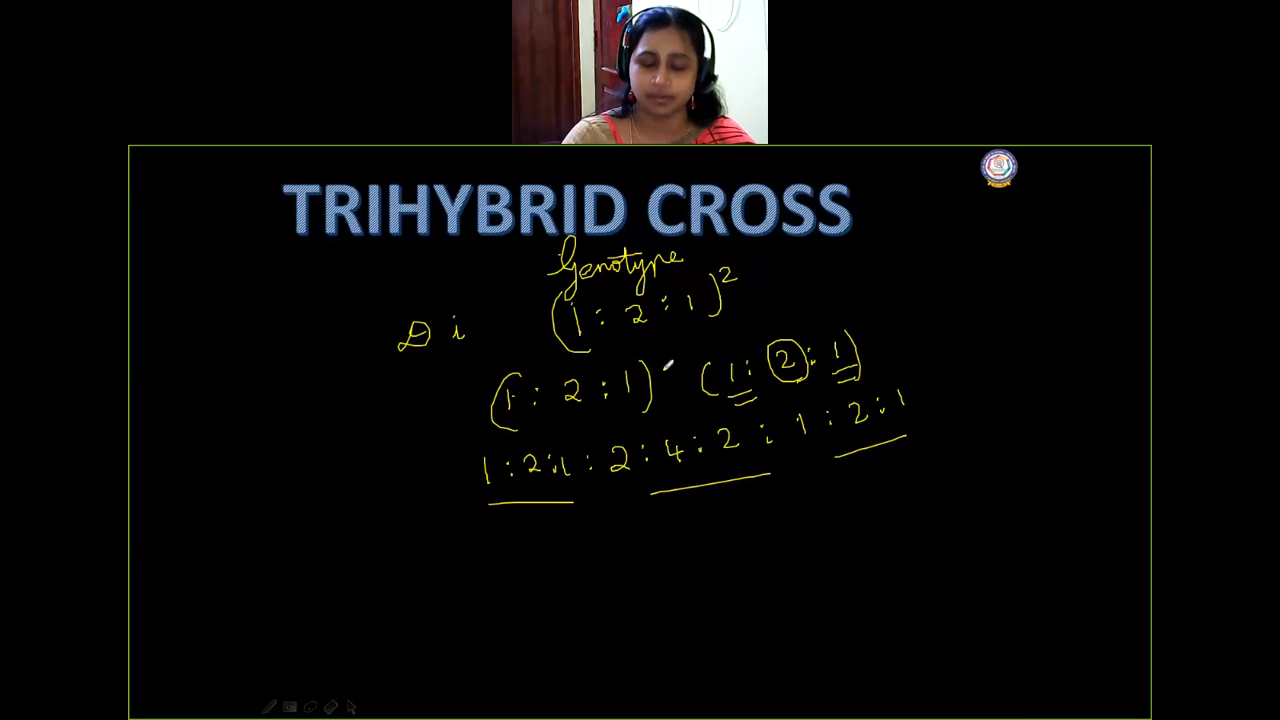 TRIHYBRID CROSS
Genotype
Di (1 : 2 : 1)²
(1 : 2 : 1) (1 : 2 : 1)
1 : 2 : 1 : 2 : 4 : 2 : 1 : 2 : 1